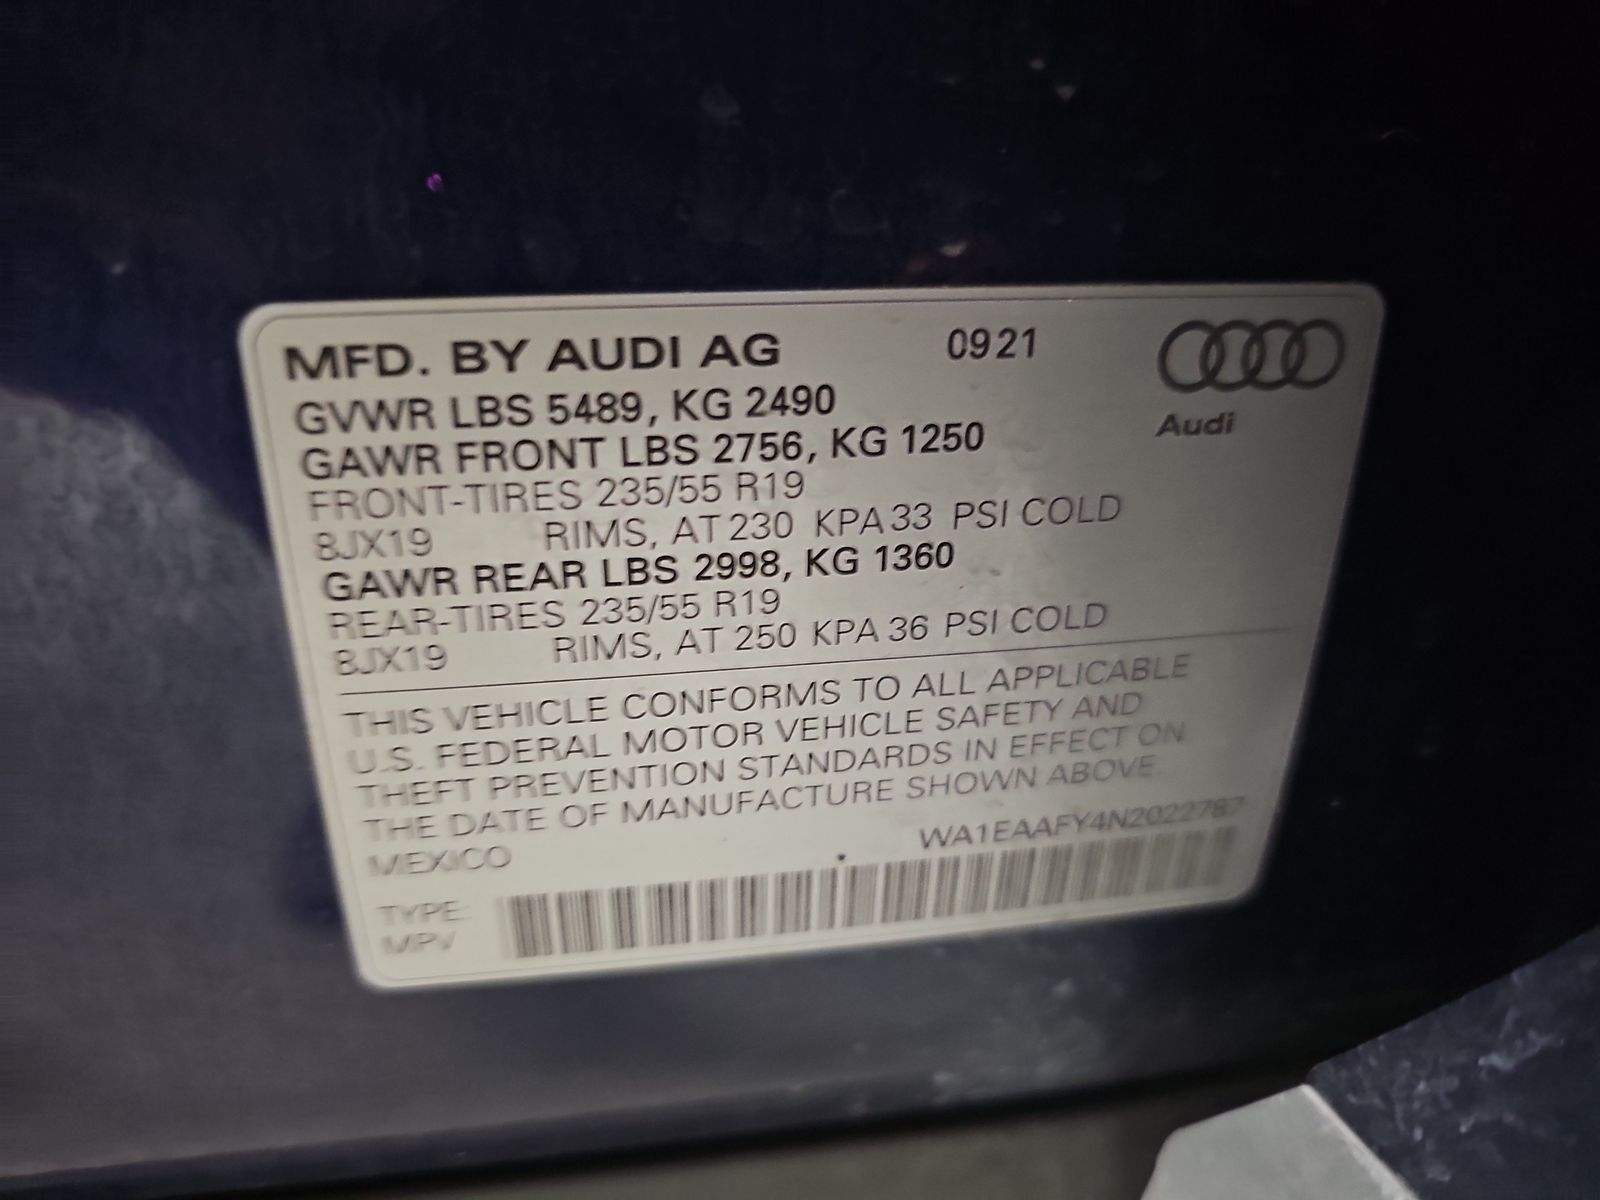 MFD. BY AUDI AG 0921
GVWR LBS 5489, KG 2490
Audi
GAWR FRONT LBS 2756, KG 1250
FRONT-TIRES 235/55 R19
8JX19 RIMS, AT 230 KPA 33 PSI COLD
GAWR REAR LBS 2998, KG 1360
REAR-TIRES 235/55 R19
8JX19 RIMS, AT 250 KPA 36 PSI COLD
THIS VEHICLE CONFORMS TO ALL APPLICABLE
U.S. FEDERAL MOTOR VEHICLE SAFETY AND
THEFT PREVENTION STANDARDS IN EFFECT ON
THE DATE OF MANUFACTURE SHOWN ABOVE.
MEXICO WA1EAAFY4N2022787
TYPE:
MPV